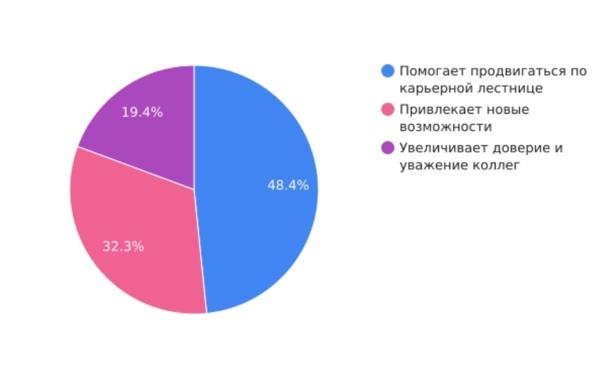 19.4%
48.4%
32.3%
Помогает продвигаться по
карьерной лестнице
Привлекает новые
возможности
Увеличивает доверие и
уважение коллег